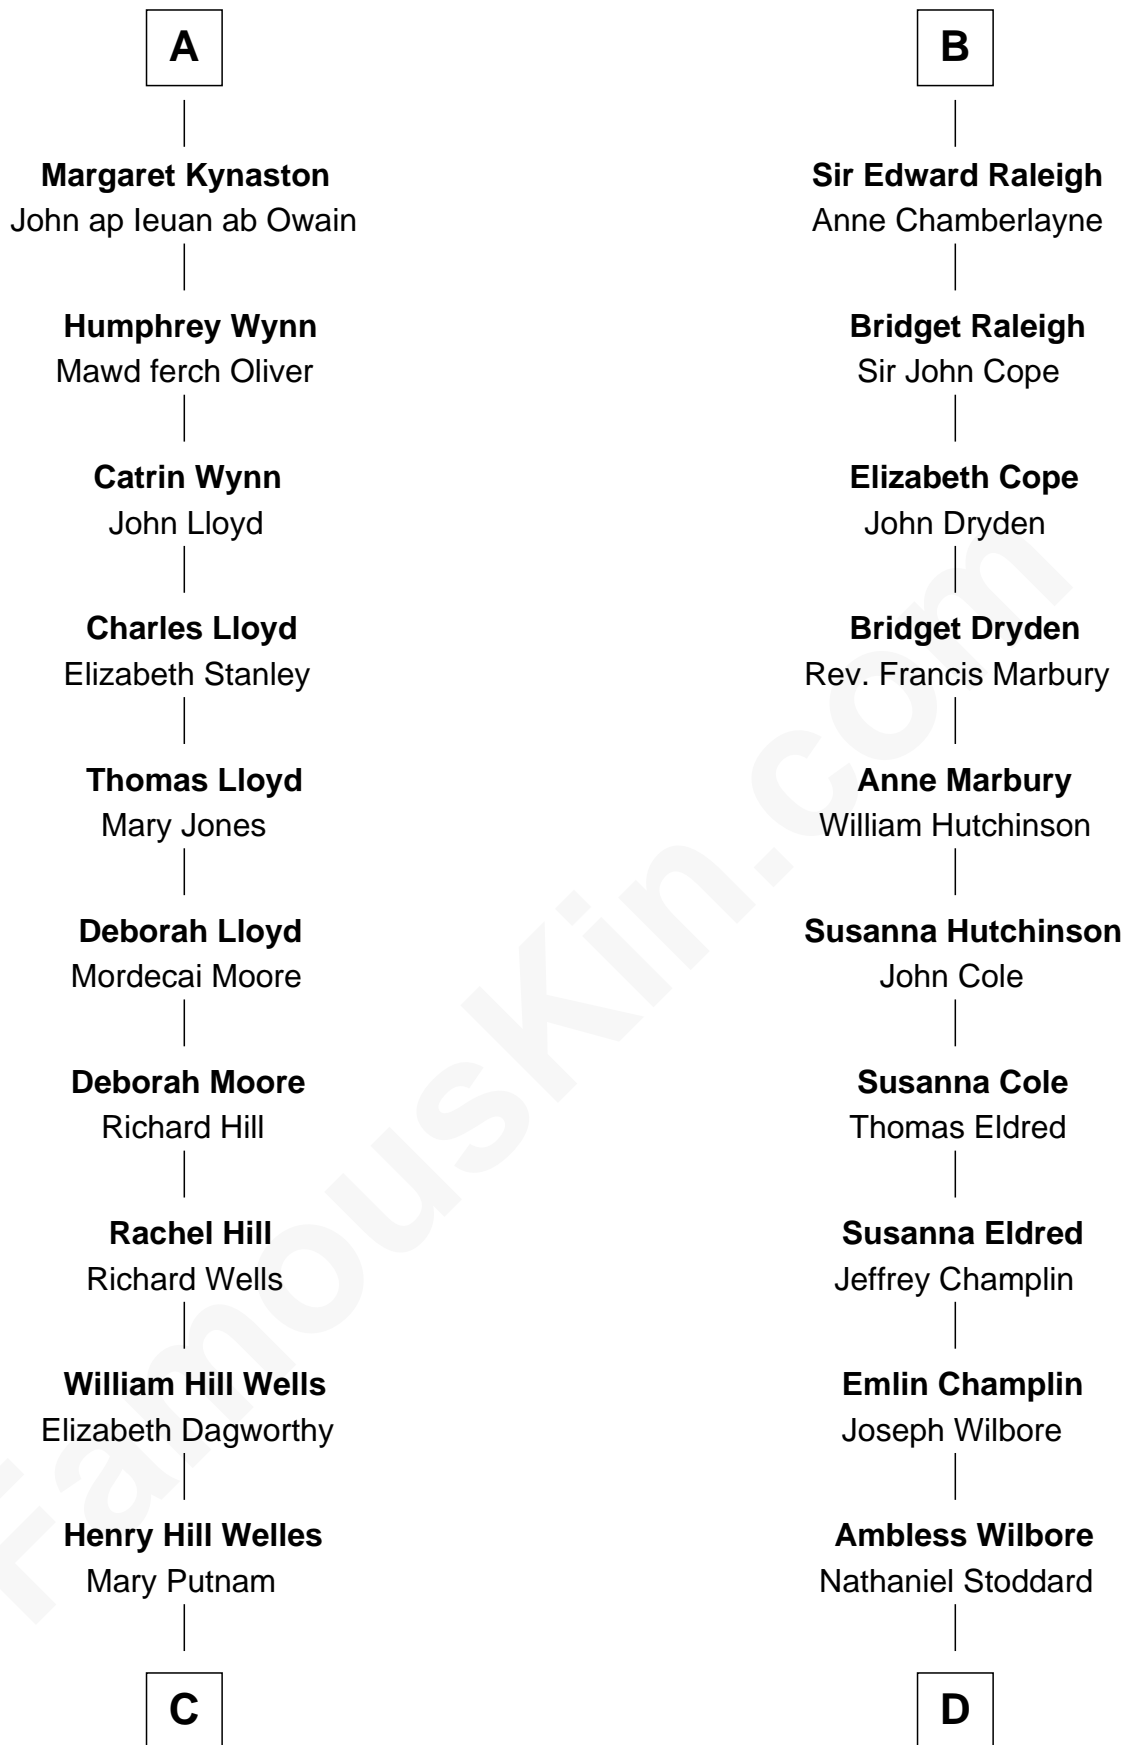 A
Margaret Kynaston
John ap Ieuan ab Owain
Humphrey Wynn
Mawd ferch Oliver
Catrin Wynn
John Lloyd
Charles Lloyd
Elizabeth Stanley
Thomas Lloyd
Mary Jones
Deborah Lloyd
Mordecai Moore
Deborah Moore
Richard Hill
Rachel Hill
Richard Wells
William Hill Wells
Elizabeth Dagworthy
Henry Hill Welles
Mary Putnam
C
B
Sir Edward Raleigh
Anne Chamberlayne
Bridget Raleigh
Sir John Cope
Elizabeth Cope
John Dryden
Bridget Dryden
Rev. Francis Marbury
Anne Marbury
William Hutchinson
Susanna Hutchinson
John Cole
Susanna Cole
Thomas Eldred
Susanna Eldred
Jeffrey Champlin
Emlin Champlin
Joseph Wilbore
Ambless Wilbore
Nathaniel Stoddard
D
FamousKin.com